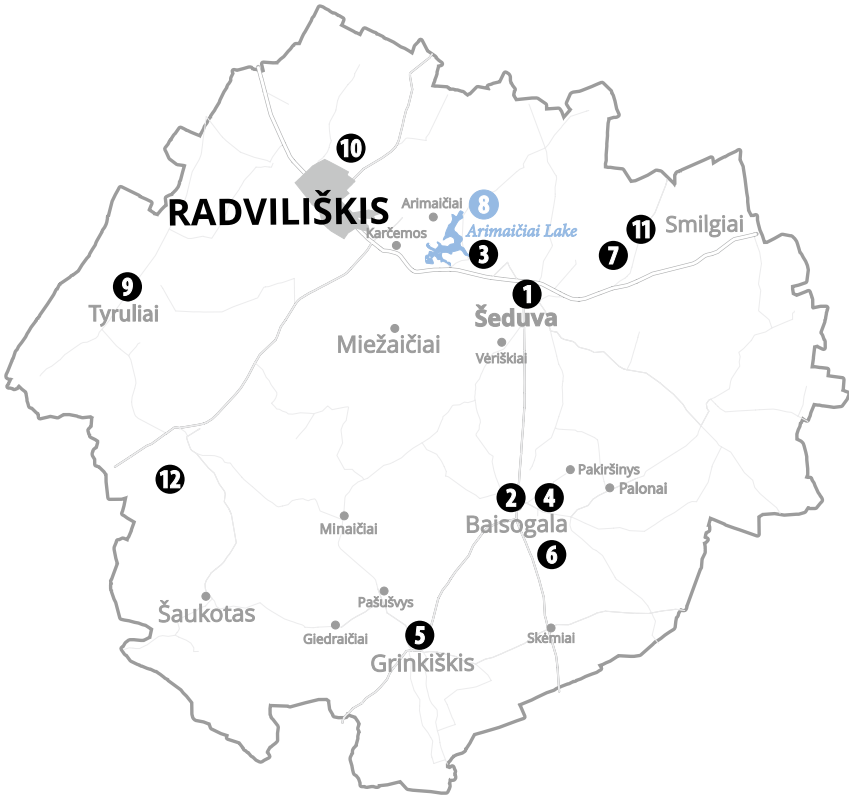 10
RADVILIŠKIS
Arimaičiai
8
Karčemos
Arimaičiai Lake
11
Smilgiai
3
7
9
1
Tyruliai
Šeduva
Miežaičiai
Vėriškiai
Pakiršinys
12
Palonai
2
4
Baisogala
Minaičiai
6
Šaukotas
Pašušvys
Giedraičiai
5
Skėmiai
Grinkiškis